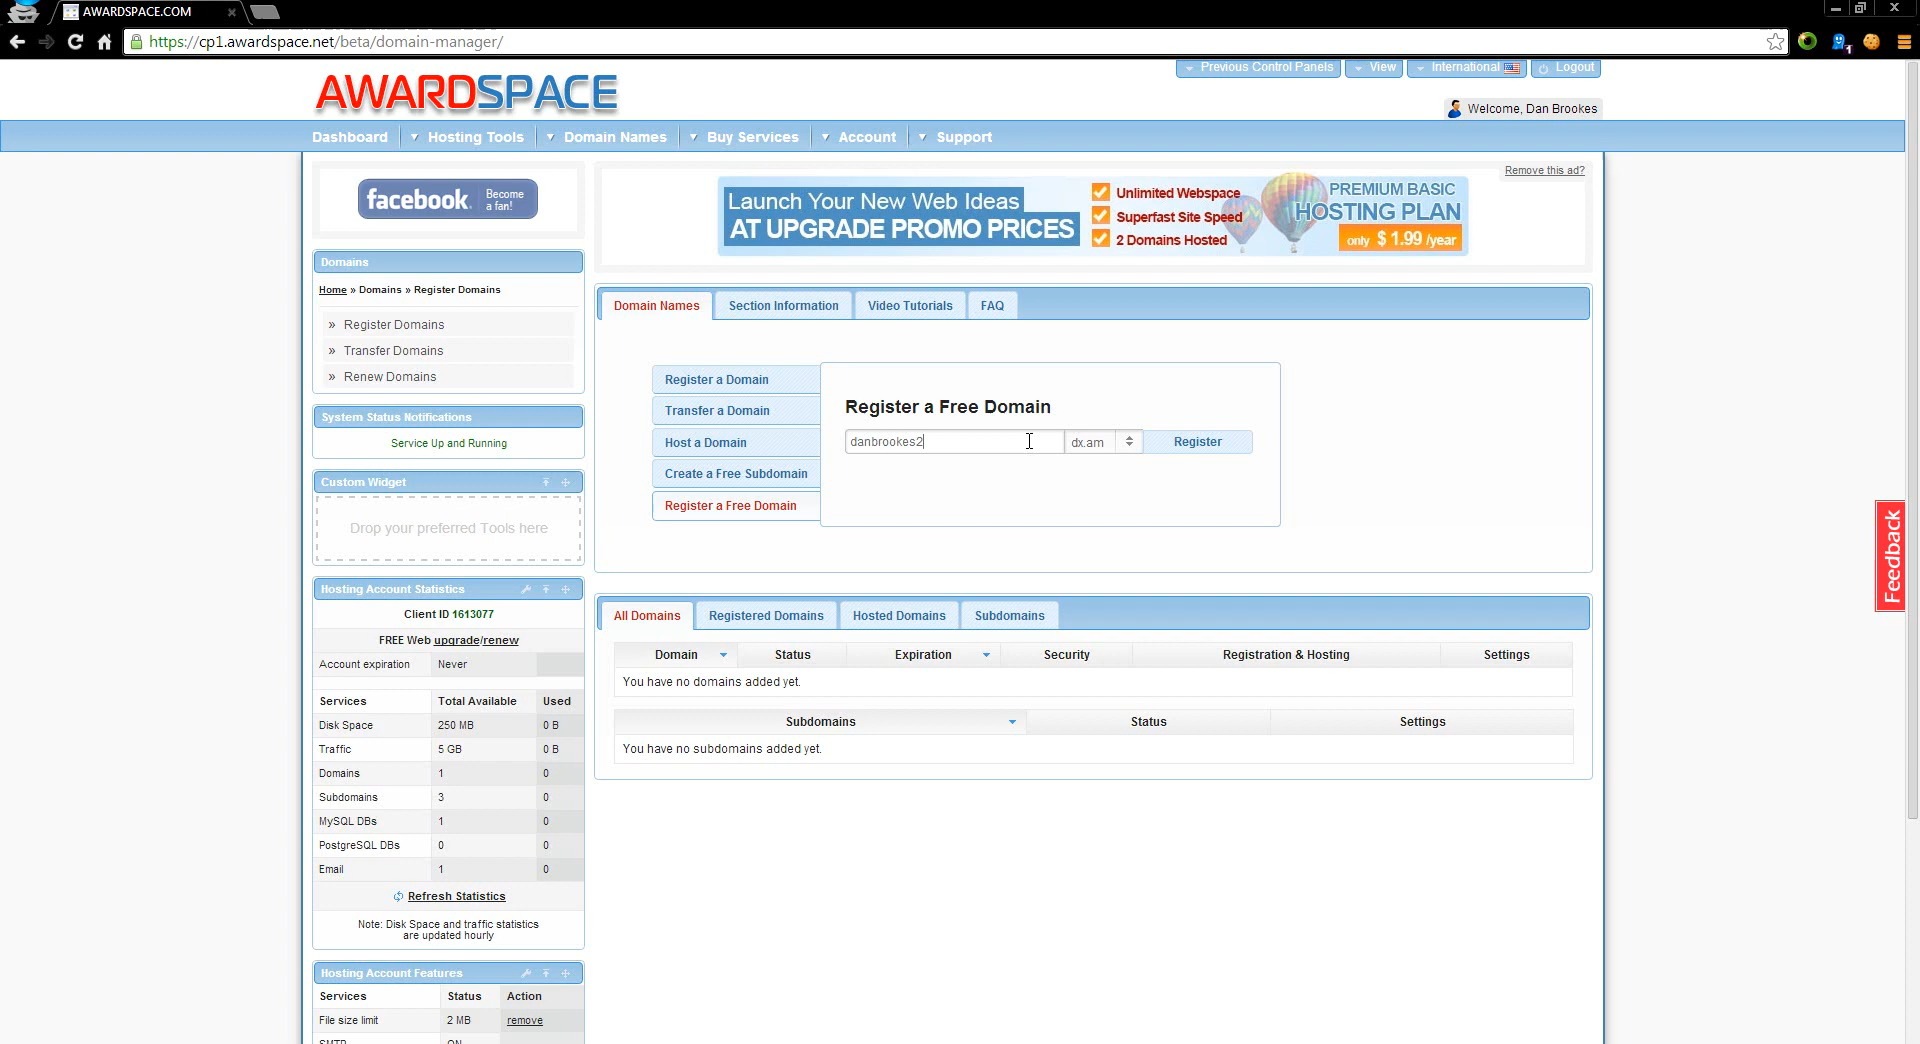 AWARDSPACE.COM
https://cp1.awardspace.net/beta/domain-manager/
Previous Control Panels View International Logout
AWARDSPACE
Welcome, Dan Brookes
Dashboard Hosting Tools Domain Names Buy Services Account Support
facebook. Become a fan!
Remove this ad?
Launch Your New Web Ideas
AT UPGRADE PROMO PRICES
Unlimited Webspace
Superfast Site Speed
2 Domains Hosted
PREMIUM BASIC
HOSTING PLAN
only $ 1.99 /year
Domains
Home » Domains » Register Domains
» Register Domains
» Transfer Domains
» Renew Domains
System Status Notifications
Service Up and Running
Custom Widget
Drop your preferred Tools here
Hosting Account Statistics
Client ID 1613077
FREE Web upgrade/renew
Account expiration Never
Services Total Available Used
Disk Space 250 MB 0 B
Traffic 5 GB 0 B
Domains 1 0
Subdomains 3 0
MySQL DBs 1 0
PostgreSQL DBs 0 0
Email 1 0
Refresh Statistics
Note: Disk Space and traffic statistics
are updated hourly
Hosting Account Features
Services Status Action
File size limit 2 MB remove
SMTP ON
Domain Names Section Information Video Tutorials FAQ
Register a Domain
Transfer a Domain
Host a Domain
Create a Free Subdomain
Register a Free Domain
Register a Free Domain
danbrookes2 dx.am Register
All Domains Registered Domains Hosted Domains Subdomains
Domain Status Expiration Security Registration & Hosting Settings
You have no domains added yet.
Subdomains Status Settings
You have no subdomains added yet.
Feedback